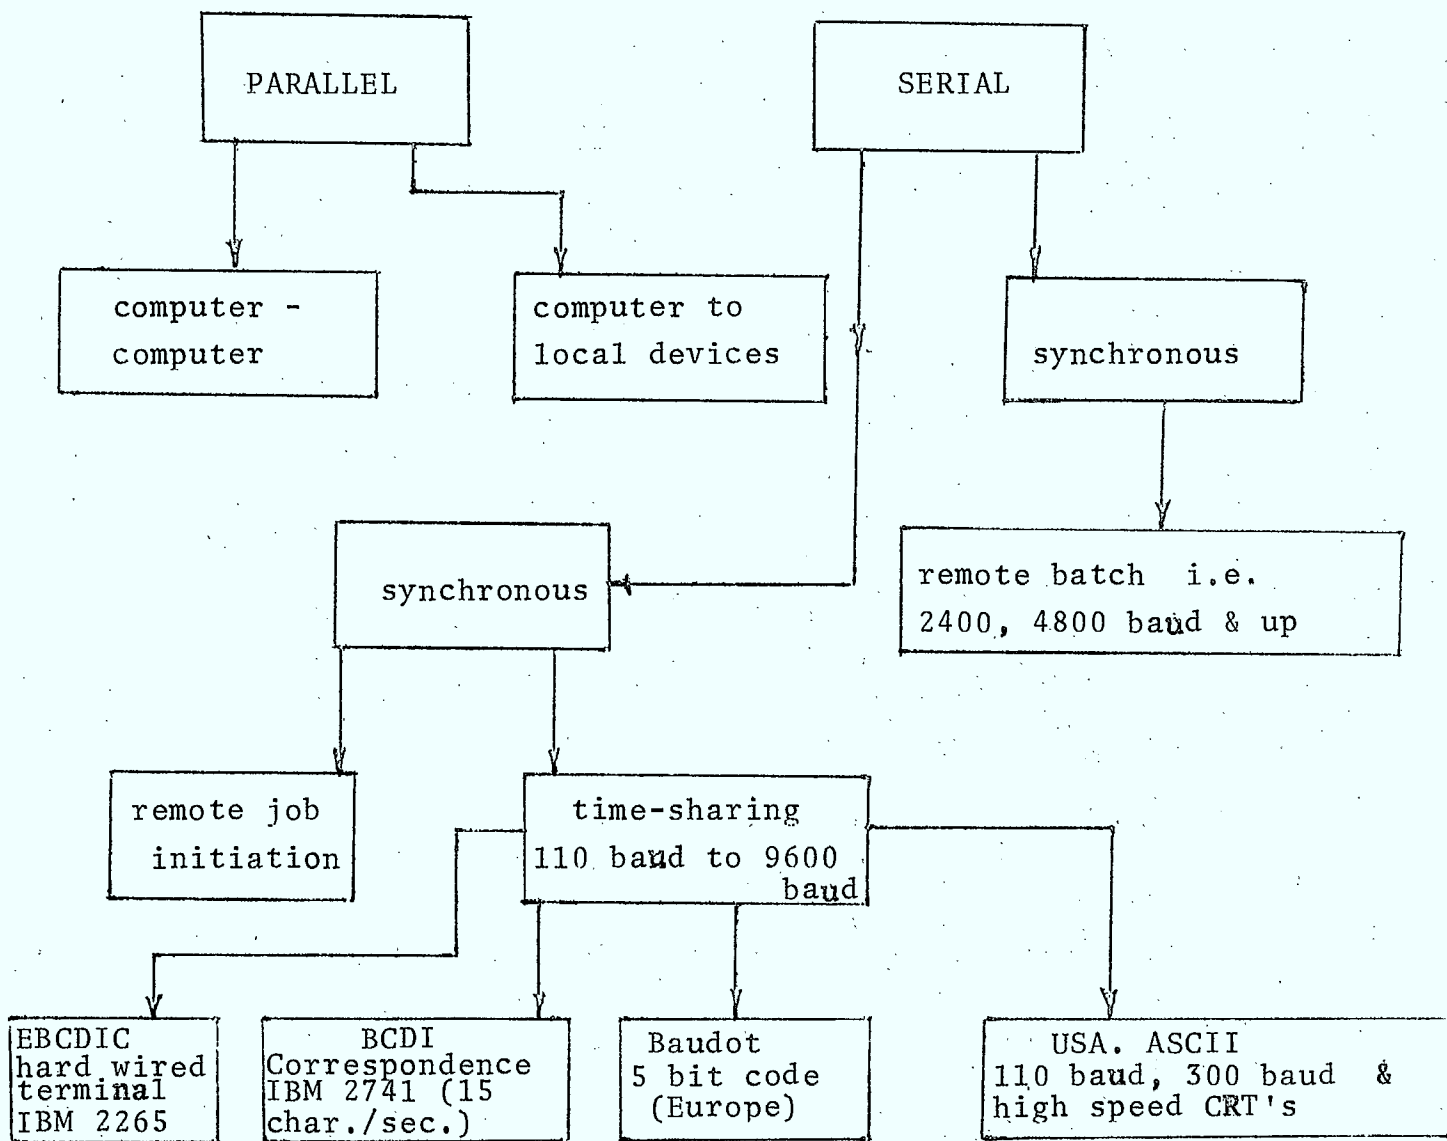 PARALLEL
SERIAL
computer -
computer
computer to
local devices
synchronous
remote batch i.e.
2400, 4800 baud & up
synchronous
remote job
initiation
time-sharing
110 baud to 9600
baud
EBCDIC
hard wired
terminal
IBM 2265
BCDI
Correspondence
IBM 2741 (15
char./sec.)
Baudot
5 bit code
(Europe)
USA. ASCII
110 baud, 300 baud &
high speed CRT's